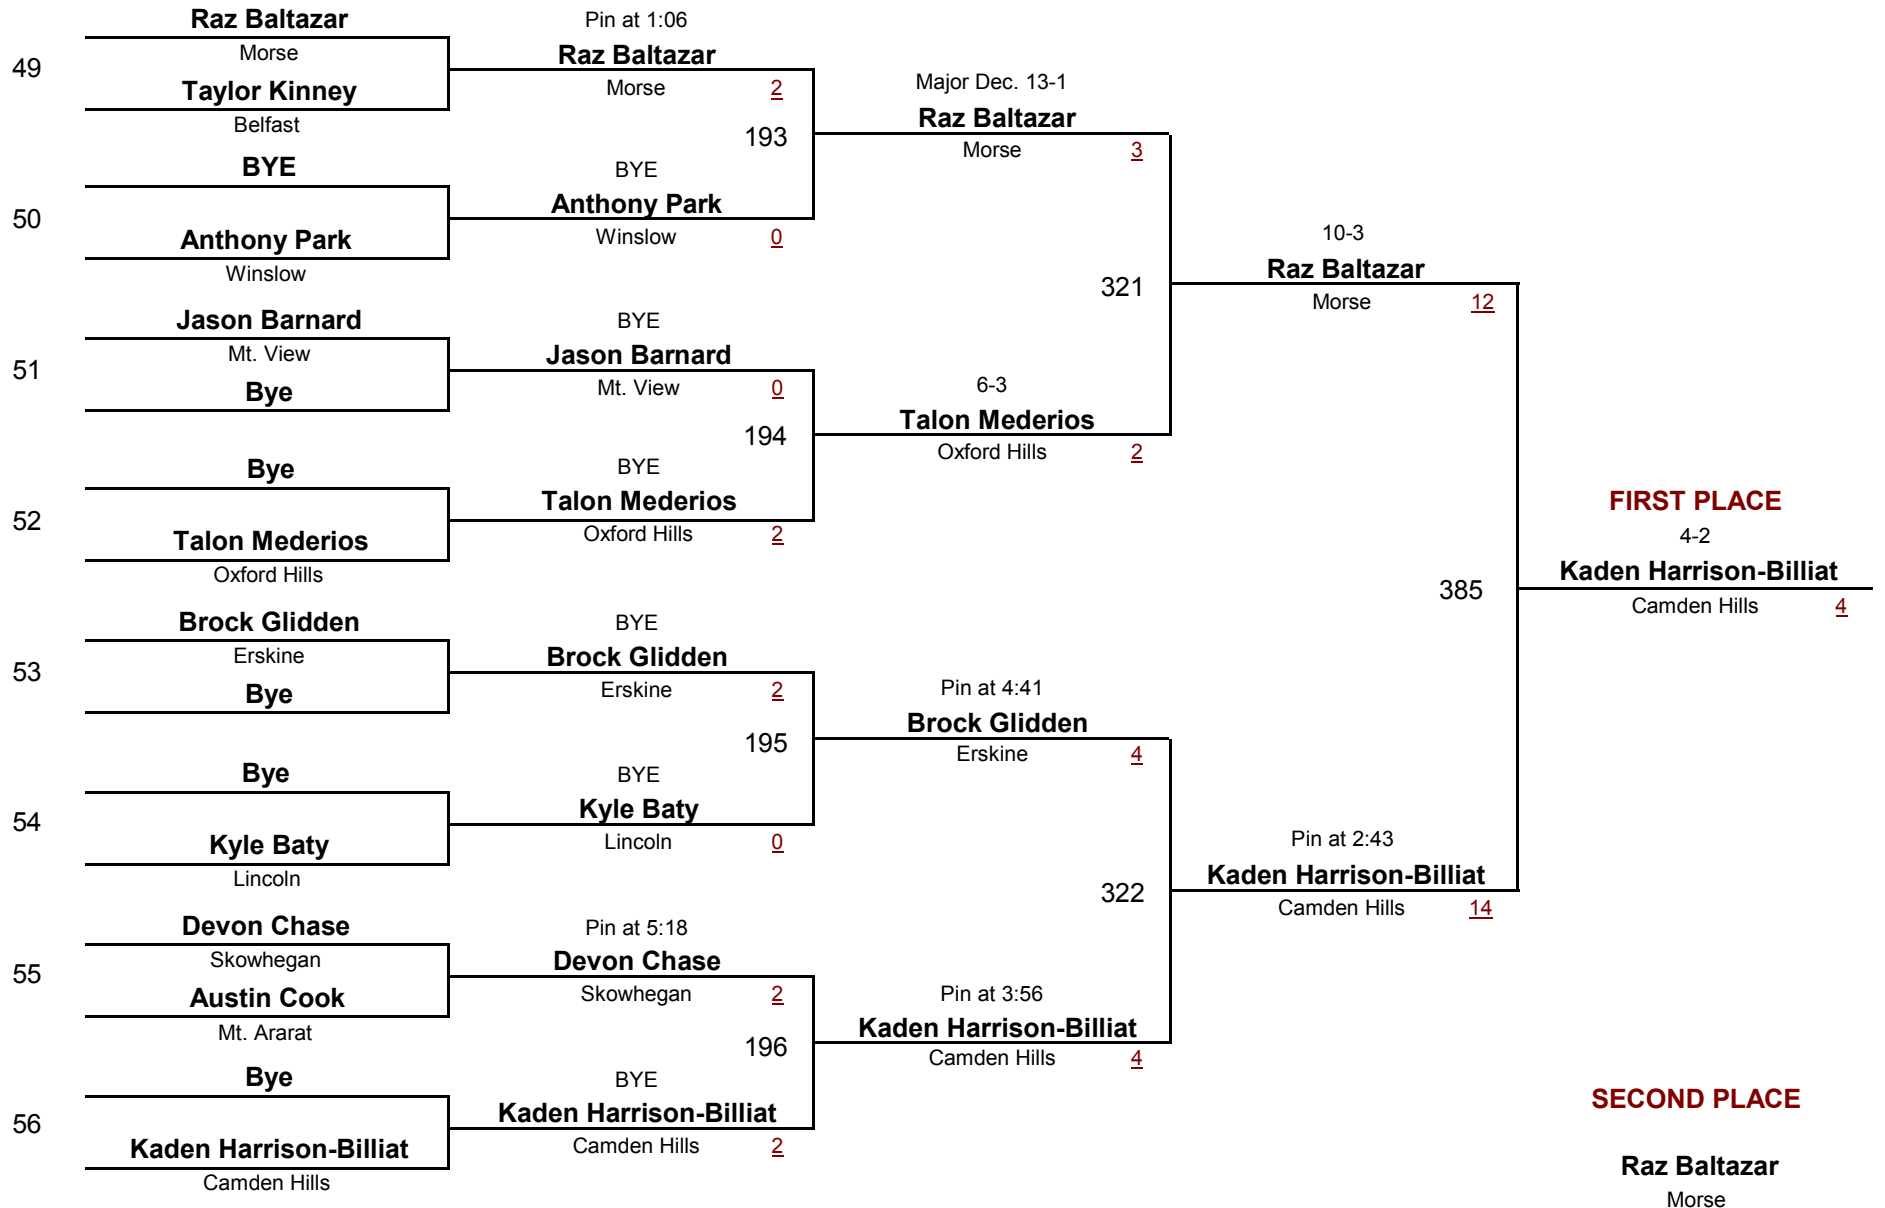 Raz Baltazar
Morse
49
Taylor Kinney
Belfast
BYE
50
Anthony Park
Winslow
Jason Barnard
Mt. View
51
Bye
Bye
52
Talon Mederios
Oxford Hills
Brock Glidden
Erskine
53
Bye
Bye
54
Kyle Baty
Lincoln
Devon Chase
Skowhegan
55
Austin Cook
Mt. Ararat
Bye
56
Kaden Harrison-Billiat
Camden Hills
Pin at 1:06
Raz Baltazar
Morse 2
193
BYE
Anthony Park
Winslow 0
BYE
Jason Barnard
Mt. View 0
194
BYE
Talon Mederios
Oxford Hills 2
BYE
Brock Glidden
Erskine 2
195
BYE
Kyle Baty
Lincoln 0
Pin at 5:18
Devon Chase
Skowhegan 2
196
BYE
Kaden Harrison-Billiat
Camden Hills 2
Major Dec. 13-1
Raz Baltazar
Morse 3
321
6-3
Talon Mederios
Oxford Hills 2
Pin at 4:41
Brock Glidden
Erskine 4
322
Pin at 3:56
Kaden Harrison-Billiat
Camden Hills 4
10-3
Raz Baltazar
Morse 12
385
Pin at 2:43
Kaden Harrison-Billiat
Camden Hills 14
FIRST PLACE
4-2
Kaden Harrison-Billiat
Camden Hills 4
SECOND PLACE
Raz Baltazar
Morse